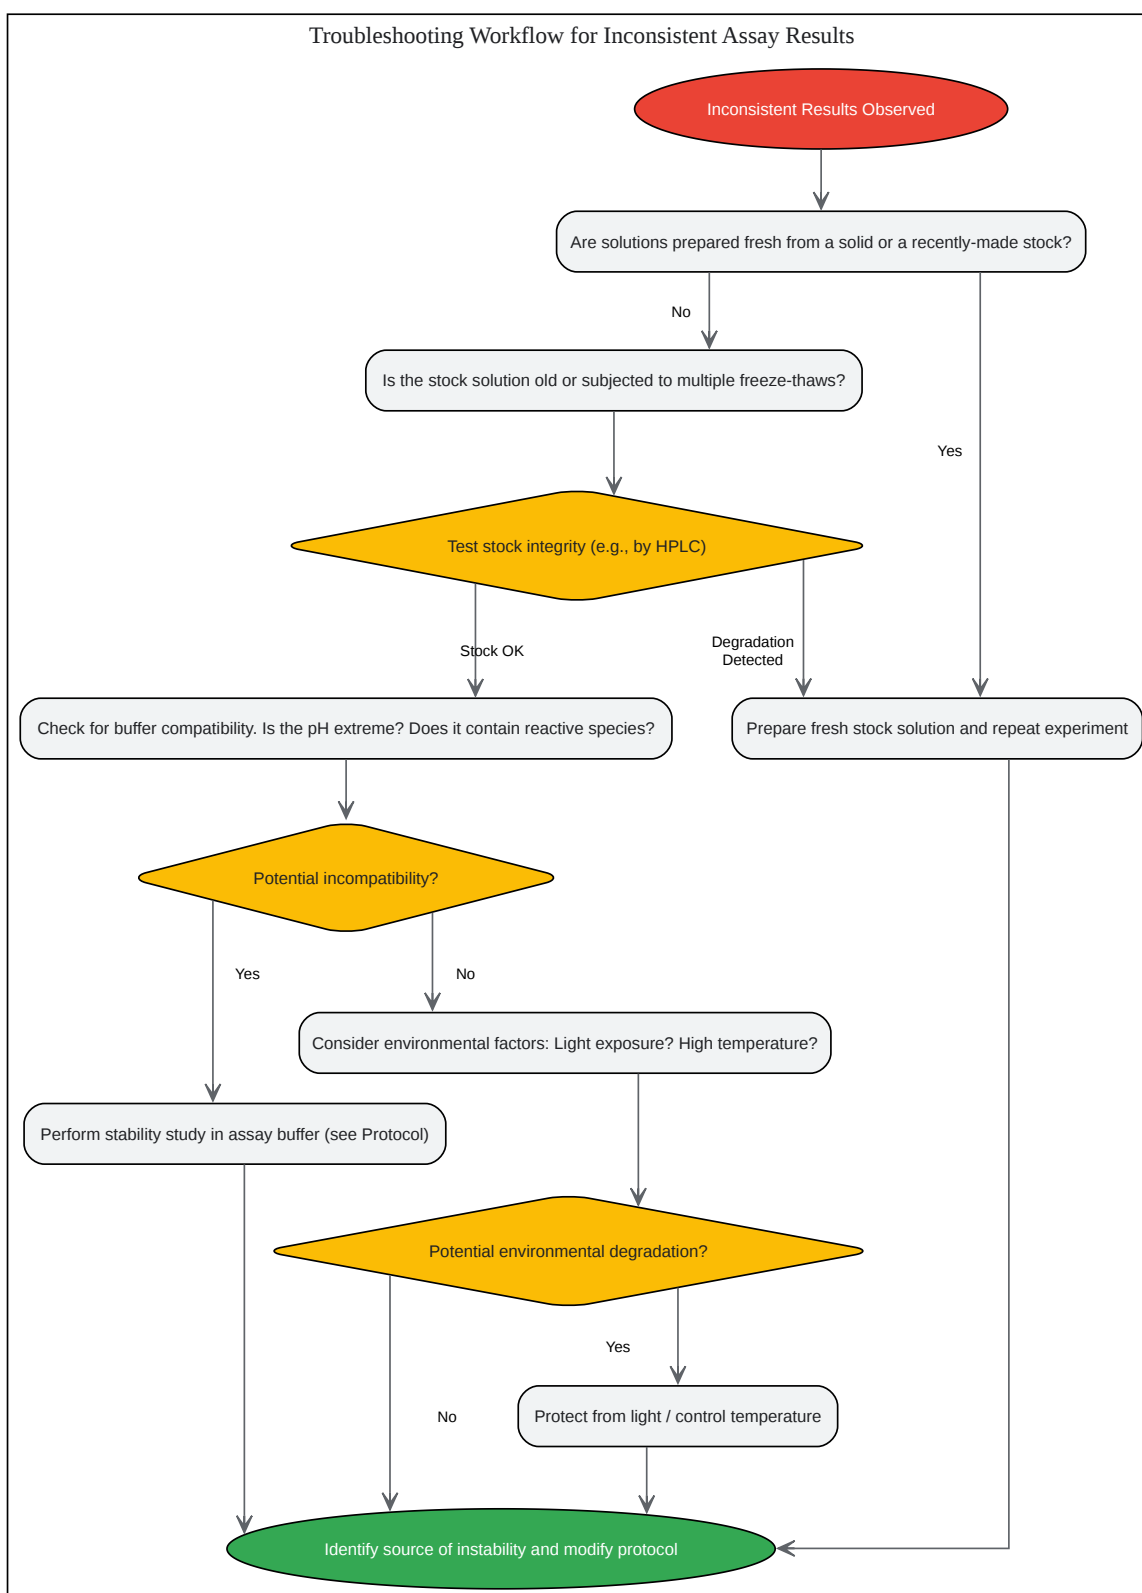 Troubleshooting Workflow for Inconsistent Assay Results
Inconsistent Results Observed
Are solutions prepared fresh from a solid or a recently-made stock?
No
Is the stock solution old or subjected to multiple freeze-thaws?
Yes
Test stock integrity (e.g., by HPLC)
Stock OK
Degradation
Detected
Check for buffer compatibility. Is the pH extreme? Does it contain reactive species?
Prepare fresh stock solution and repeat experiment
Potential incompatibility?
Yes
No
Consider environmental factors: Light exposure? High temperature?
Perform stability study in assay buffer (see Protocol)
Potential environmental degradation?
Yes
No
Protect from light / control temperature
Identify source of instability and modify protocol